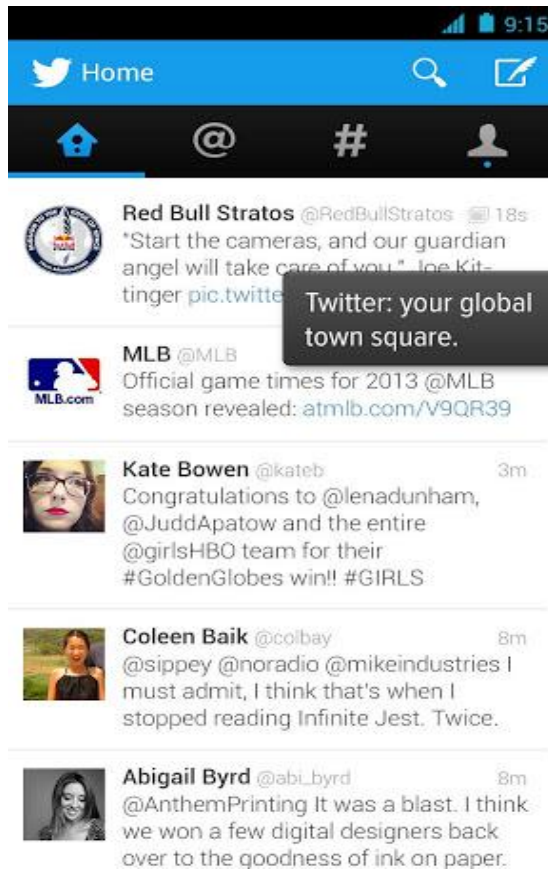 9:15
Home
@
#
Red Bull Stratos @RedBullStratos 18s
"Start the cameras, and our guardian
angel will take care of you." Joe Kit-
tinger pic.twitte
Twitter: your global
town square.
MLB @MLB
Official game times for 2013 @MLB
season revealed: atmlb.com/V9QR39
MLB.com
Kate Bowen @kateb 3m
Congratulations to @lenadunham,
@JuddApatow and the entire
@girlsHBO team for their
#GoldenGlobes win!! #GIRLS
Coleen Baik @colbay 8m
@sippey @noradio @mikeindustries I
must admit, I think that's when I
stopped reading Infinite Jest. Twice.
Abigail Byrd @abi_byrd 8m
@AnthemPrinting It was a blast. I think
we won a few digital designers back
over to the goodness of ink on paper.